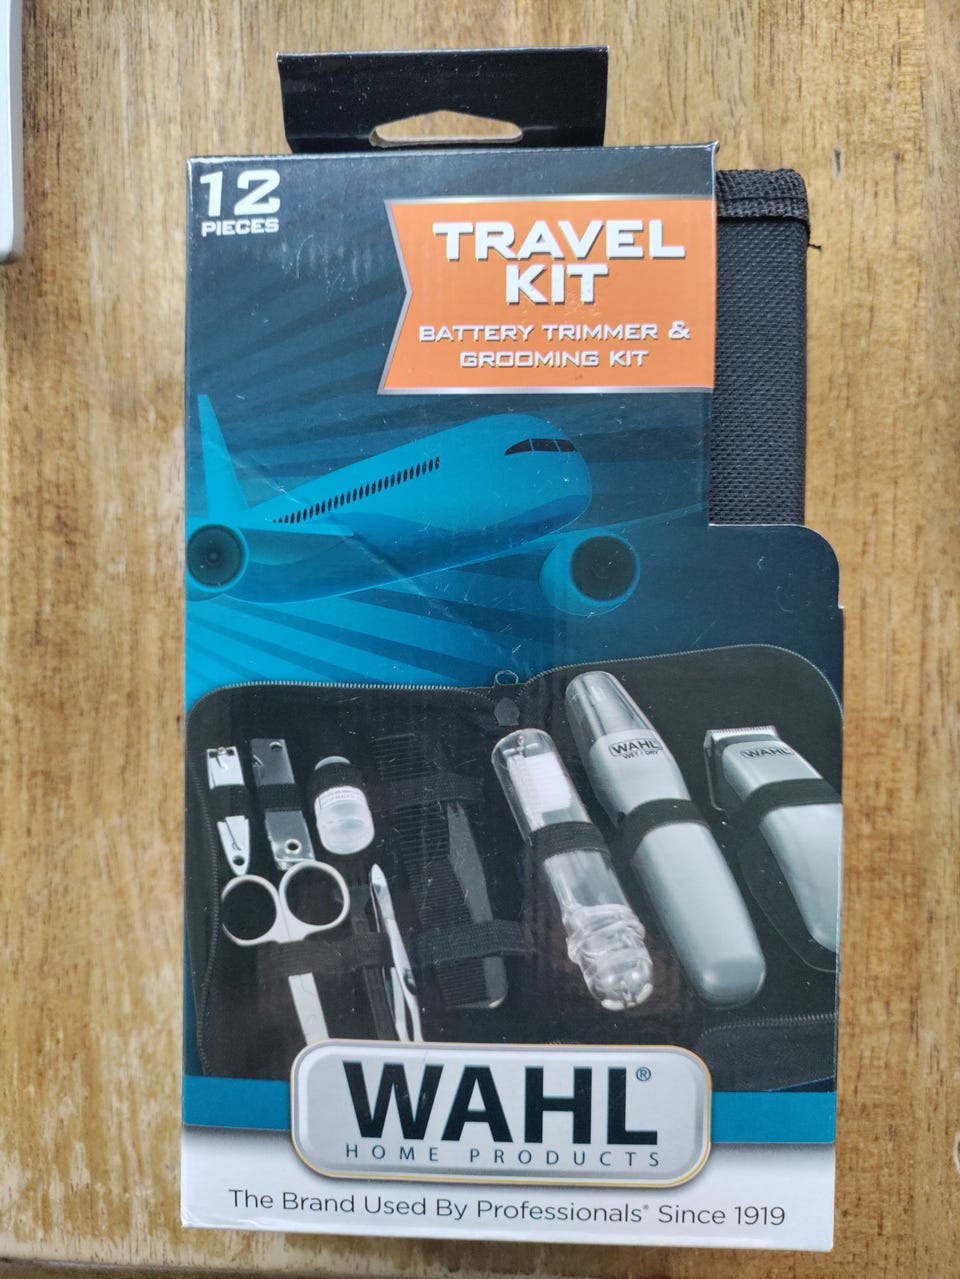 12
PIECES
TRAVEL
KIT
BATTERY TRIMMER &
GROOMING KIT
WAHL
WET / DRY
WAHL
WAHL®
HOME PRODUCTS
The Brand Used By Professionals® Since 1919